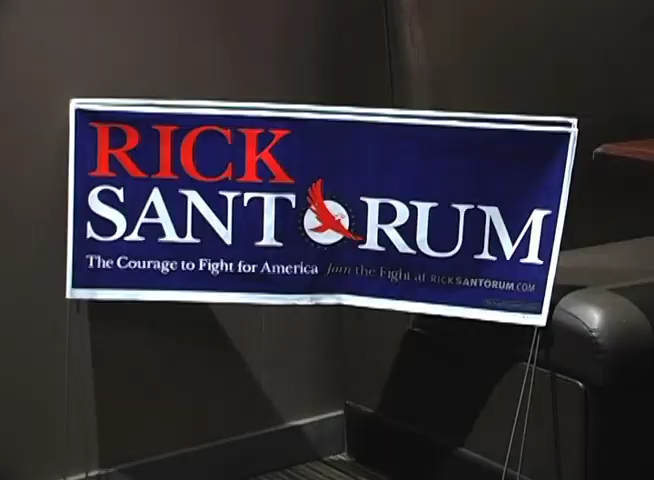 RICK
SANTORUM
The Courage to Fight for America Join the Fight at RICKSANTORUM.COM